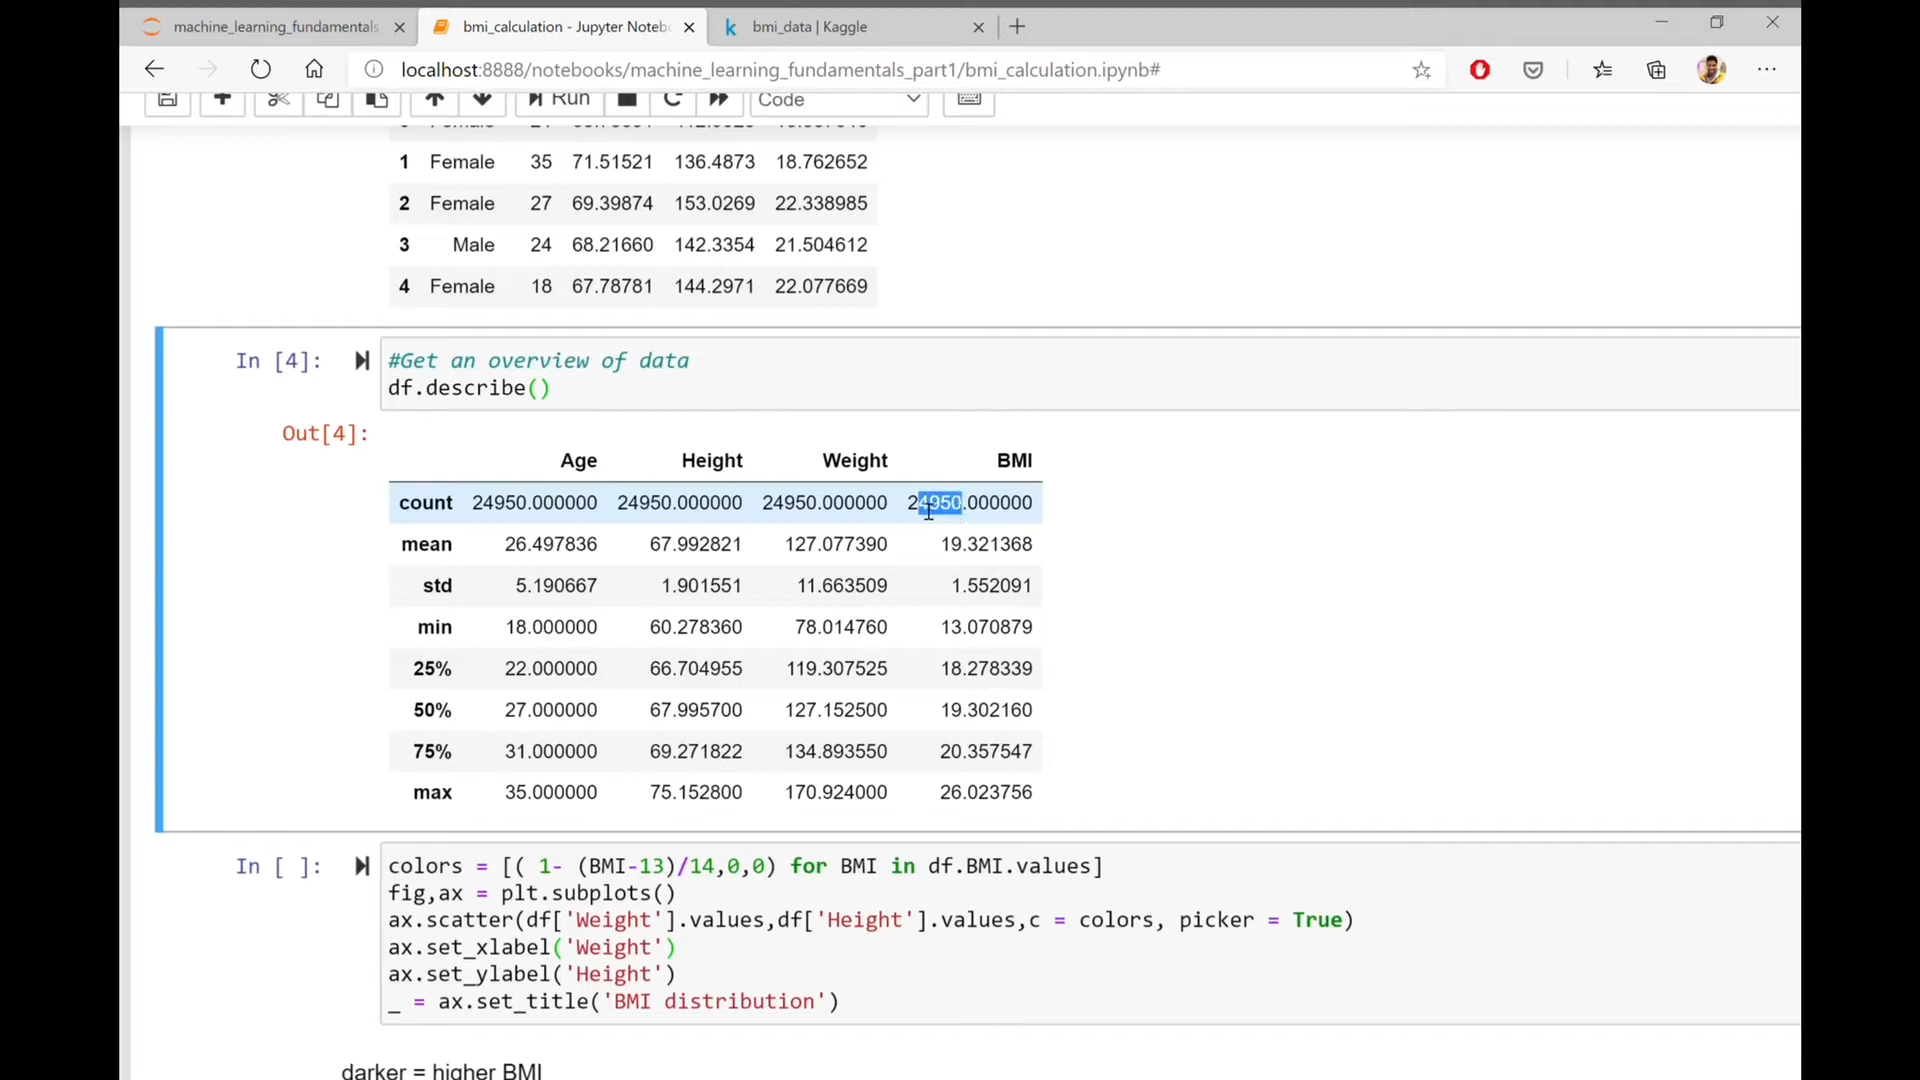 machine_learning_fundamentals
bmi_calculation - Jupyter Noteb
bmi_data | Kaggle
localhost:8888/notebooks/machine_learning_fundamentals_part1/bmi_calculation.ipynb#
Run
Code
1 Female 35 71.51521 136.4873 18.762652
2 Female 27 69.39874 153.0269 22.338985
3 Male 24 68.21660 142.3354 21.504612
4 Female 18 67.78781 144.2971 22.077669
In [4]:
#Get an overview of data
df.describe()
Out[4]:
Age Height Weight BMI
count 24950.000000 24950.000000 24950.000000 24950.000000
mean 26.497836 67.992821 127.077390 19.321368
std 5.190667 1.901551 11.663509 1.552091
min 18.000000 60.278360 78.014760 13.070879
25% 22.000000 66.704955 119.307525 18.278339
50% 27.000000 67.995700 127.152500 19.302160
75% 31.000000 69.271822 134.893550 20.357547
max 35.000000 75.152800 170.924000 26.023756
In [ ]:
colors = [( 1- (BMI-13)/14,0,0) for BMI in df.BMI.values]
fig,ax = plt.subplots()
ax.scatter(df['Weight'].values,df['Height'].values,c = colors, picker = True)
ax.set_xlabel('Weight')
ax.set_ylabel('Height')
_ = ax.set_title('BMI distribution')
darker = higher BMI